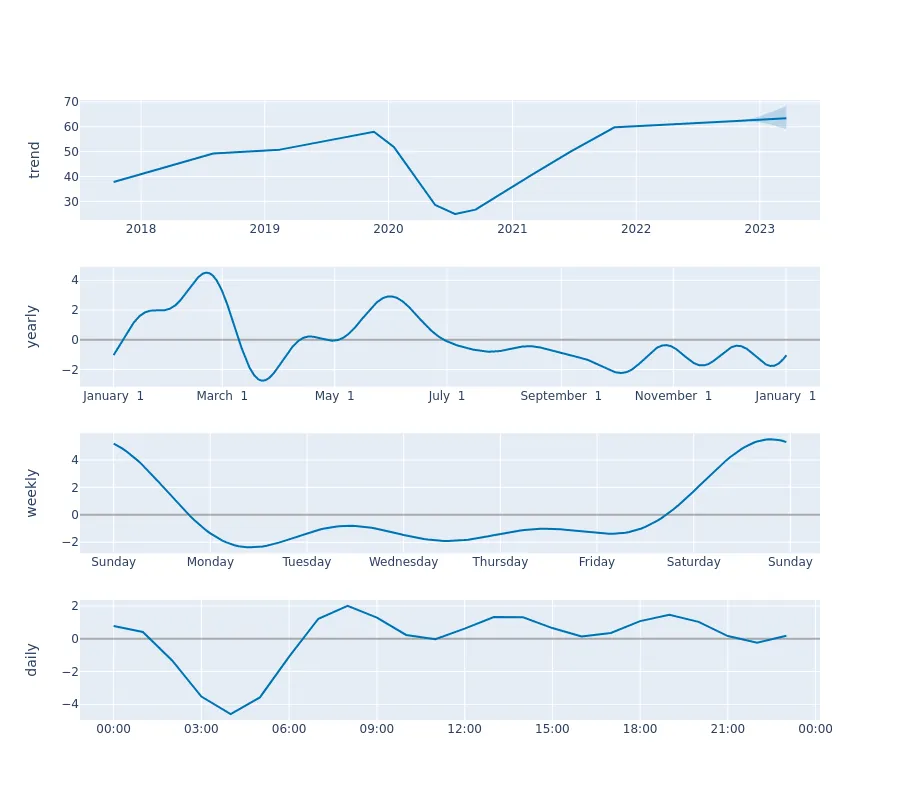 70
60
50
40
30
trend
2018 2019 2020 2021 2022 2023
4
2
0
−2
yearly
January 1 March 1 May 1 July 1 September 1 November 1 January 1
4
2
0
−2
weekly
Sunday Monday Tuesday Wednesday Thursday Friday Saturday Sunday
2
0
−2
−4
daily
00:00 03:00 06:00 09:00 12:00 15:00 18:00 21:00 00:00